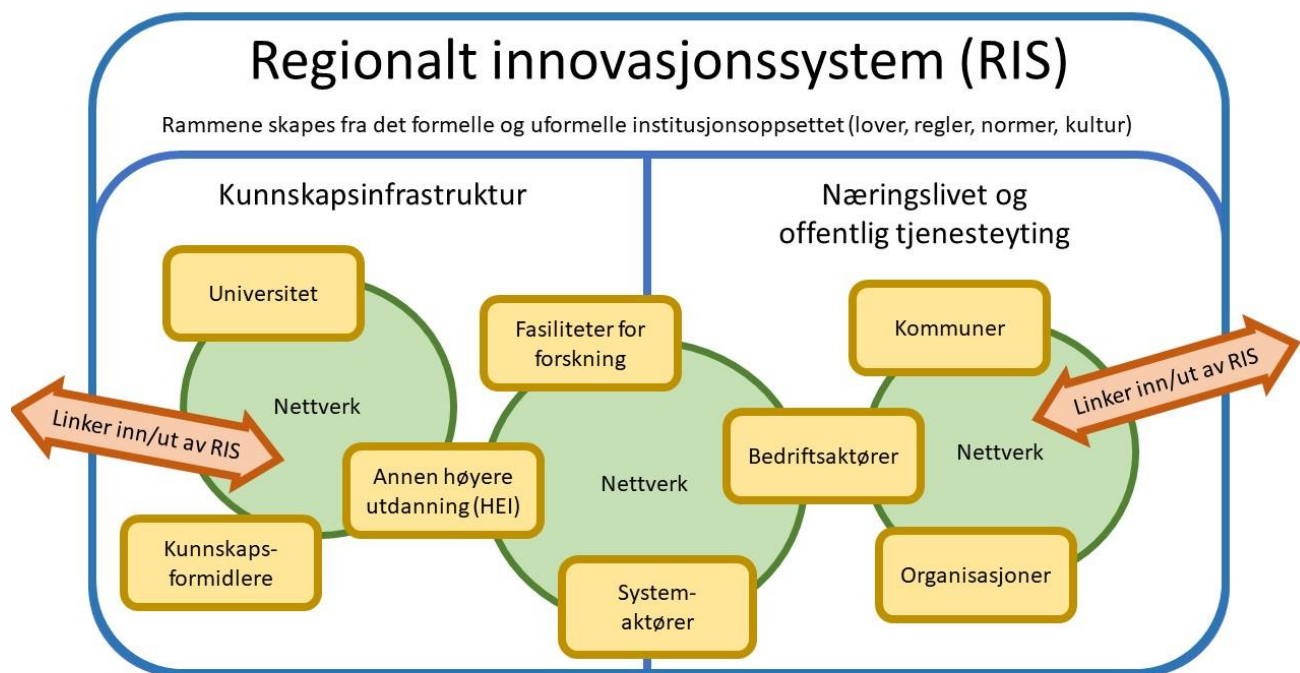 Regionalt innovasjonssystem (RIS)
Rammene skapes fra det formelle og uformelle institusjonsoppsettet (lover, regler, normer, kultur)
Kunnskapsinfrastruktur
Næringslivet og
offentlig tjenesteyting
Universitet
Nettverk
Linker inn/ut av RIS
Annen høyere
utdanning (HEI)
Kunnskaps-
formidlere
Fasiliteter for
forskning
Nettverk
System-
aktører
Bedriftsaktører
Kommuner
Nettverk
Linker inn/ut av RIS
Organisasjoner